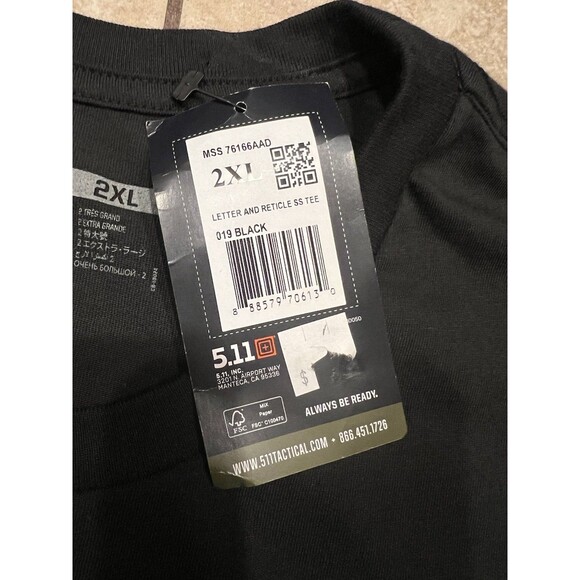 MSS 76166AAD
2XL
LETTER AND RETICLE SS TEE
019 BLACK
8 88579 70613 0
5.11
5.11, INC.
3201 N. AIRPORT WAY
MANTECA, CA 95336
FSC
MIX
Paper
FSC® C100475
ALWAYS BE READY.
WWW.511TACTICAL.COM • 866.451.1726
2XL
2 TRÈS GRAND
2 EXTRA GRANDE
2 特大號
2 エクストラ・ラージ
ОЧЕНЬ БОЛЬШОЙ - 2